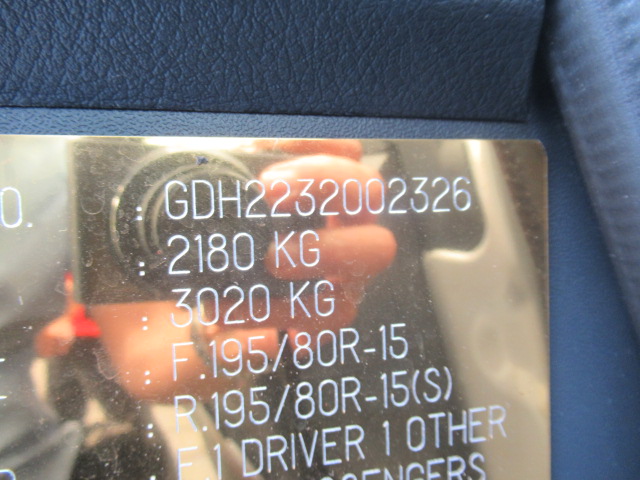 O. : GDH2232002326
: 2180 KG
: 3020 KG
: F.195/80R-15
: R.195/80R-15(S)
: F.1 DRIVER 1 OTHER